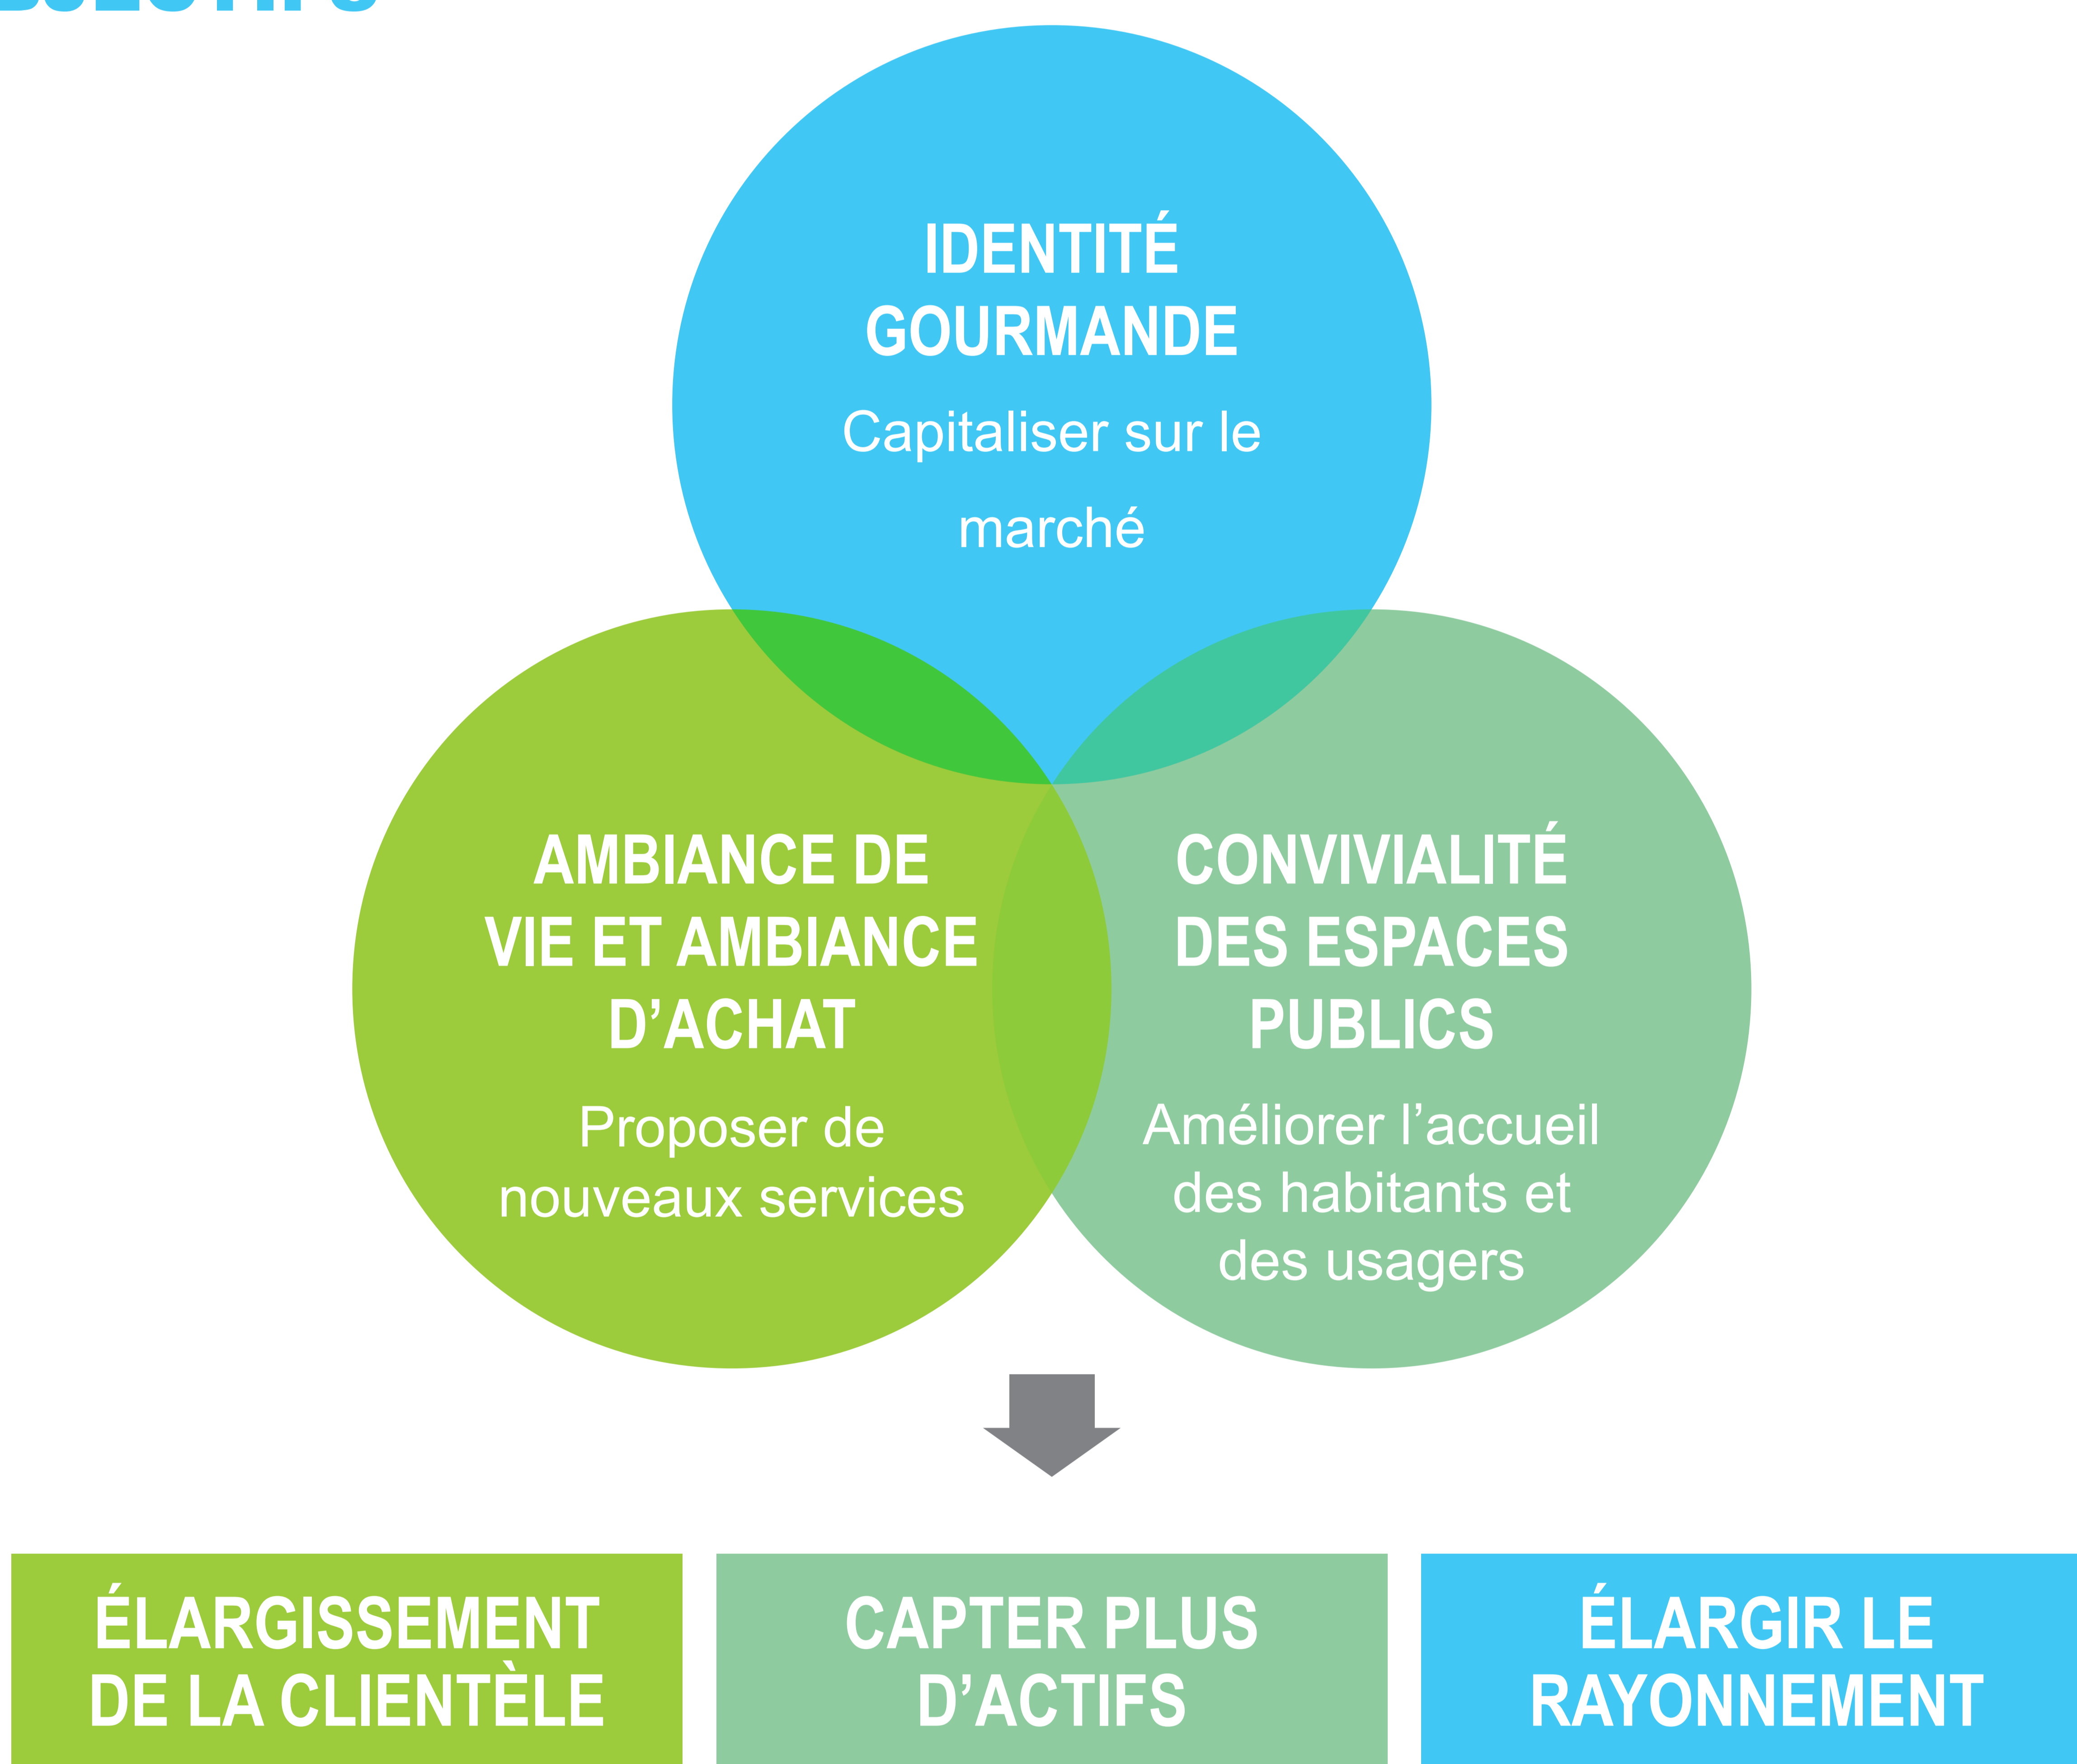 IDENTITÉ
GOURMANDE
Capitaliser sur le
marché
AMBIANCE DE
VIE ET AMBIANCE
D’ACHAT
Proposer de
nouveaux services
CONVIVIALITÉ
DES ESPACES
PUBLICS
Améliorer l’accueil
des habitants et
des usagers
ÉLARGISSEMENT
DE LA CLIENTÈLE
CAPTER PLUS
D’ACTIFS
ÉLARGIR LE
RAYONNEMENT